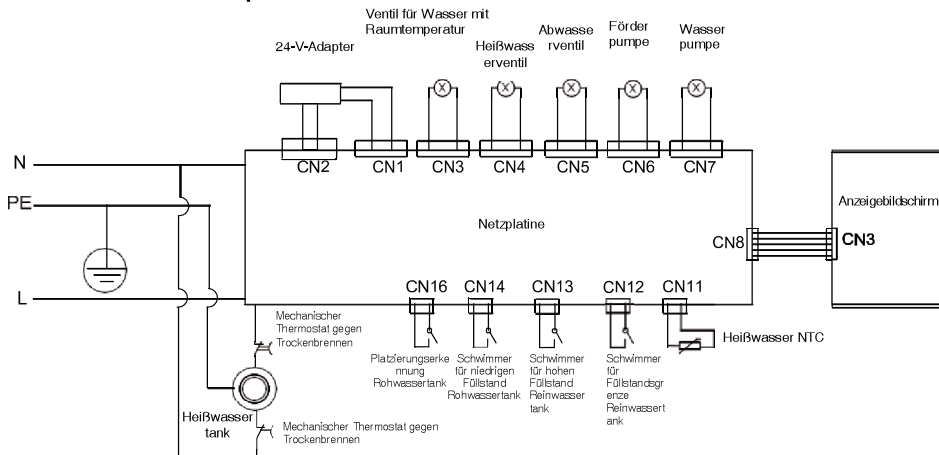 Ventil für Wasser mit
Raumtemperatur
24-V-Adapter
Heißwass
erventil
Abwasse
rventil
Förder
pumpe
Wasser
pumpe
CN2
CN1
CN3
CN4
CN5
CN6
CN7
N
PE
L
Netzplatine
CN8
CN3
Anzeigebildschirm
CN16
CN14
CN13
CN12
CN11
Mechanischer
Thermostat gegen
Trockenbrennen
Platzierungserke
nnung
Rohwassertank
Schwimmer
für niedrigen
Füllstand
Rohwassertank
Schwimmer
für hohen
Füllstand
Reinwasser
tank
Schwimmer
für
Füllstandsgr
enze
Reinwassert
ank
Heißwasser NTC
Heißwasser
tank
Mechanischer Thermostat gegen
Trockenbrennen